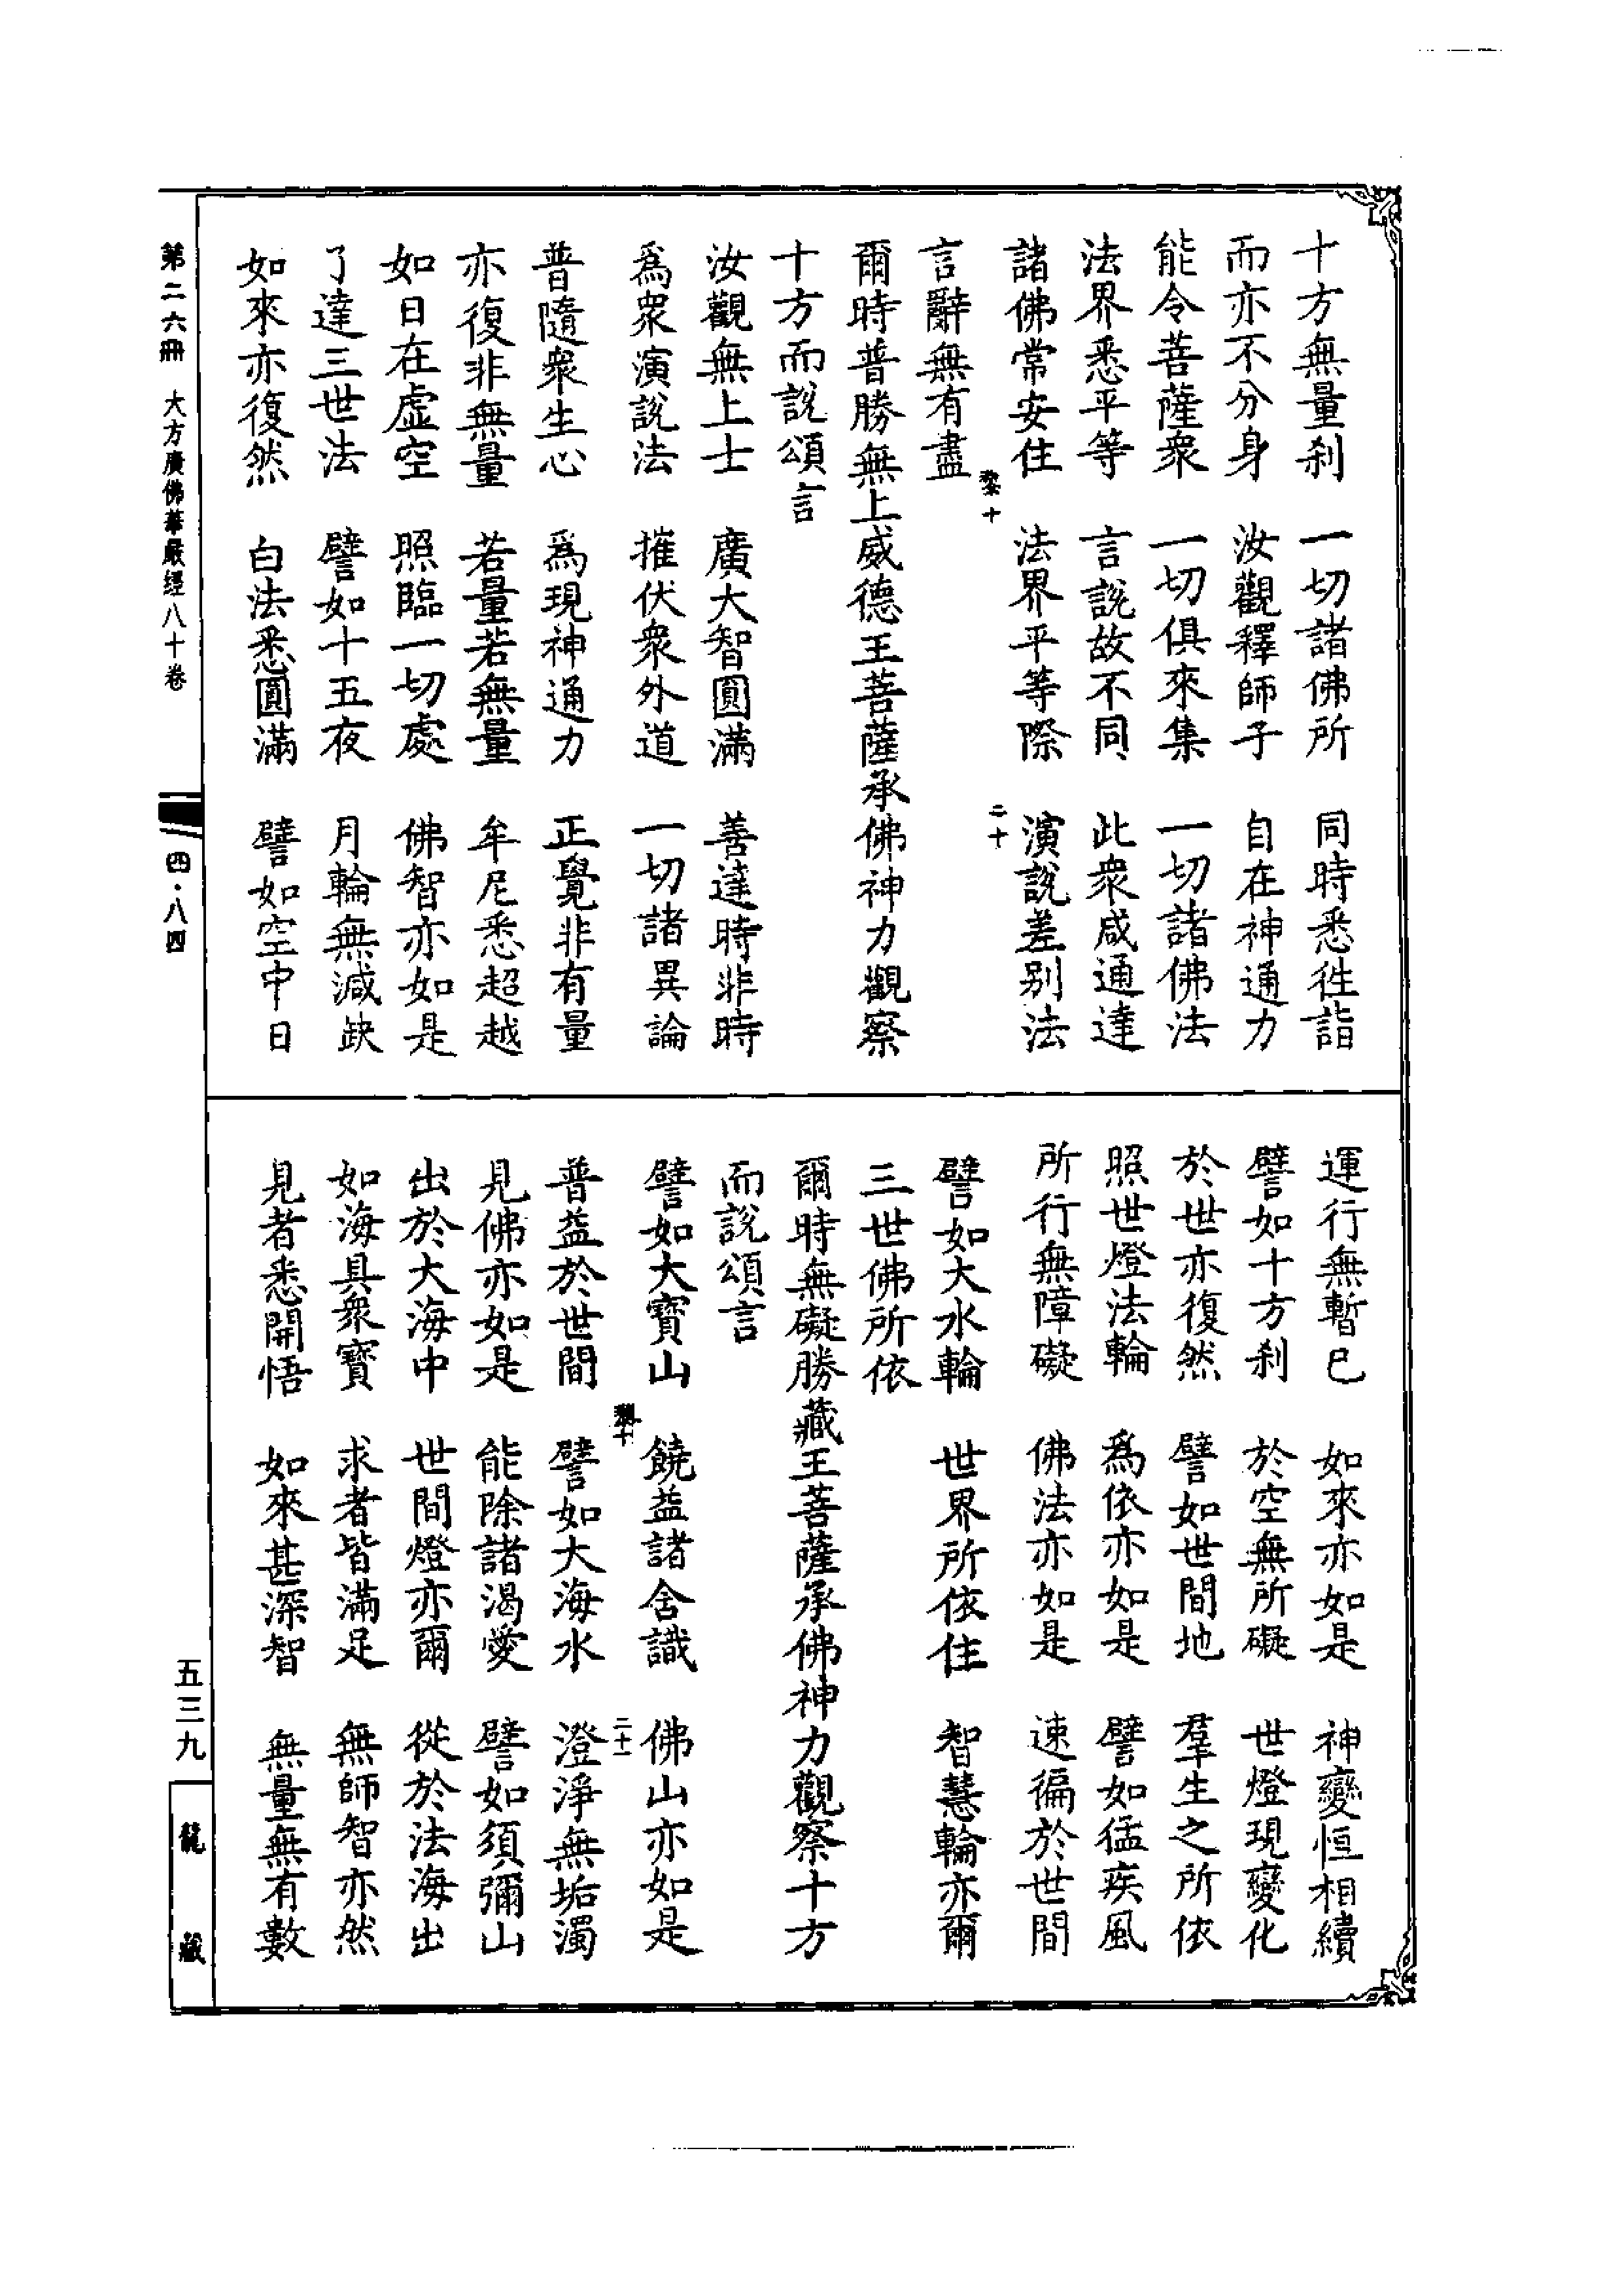 十方無量刹　一切諸佛所　同時悉徃詣
而亦不分身　汝觀釋師子　自在神通力
能令菩薩衆　一切俱來集　一切諸佛法
法界悉平等　言說故不同　此衆咸通達
諸佛常安住　法界平等際　演說差别法
黎十　二十
言辭無有盡
爾時普勝無上威德王菩薩承佛神力觀察
十方而說頌言
汝觀無上士　廣大智圓滿　善達時非時
爲衆演說法　摧伏衆外道　一切諸異論
普隨衆生心　爲現神通力　正覺非有量
亦復非無量　若量若無量　牟尼悉超越
如日在虛空　照臨一切處　佛智亦如是
了達三世法　譬如十五夜　月輪無減缺
如來亦復然　白法悉圓滿　譬如空中日
運行無暫已　如來亦如是　神變恒相續
譬如十方刹　於空無所礙　世燈現變化
於世亦復然　譬如世間地　羣生之所依
照世燈法輪　爲依亦如是　譬如猛疾風
所行無障礙　佛法亦如是　速徧於世間
譬如大水輪　世界所依住　智慧輪亦爾
三世佛所依
爾時無礙勝藏王菩薩承佛神力觀察十方
而說頌言
譬如大寶山　饒益諸含識　佛山亦如是
黎十　二十一
普益於世間　譬如大海水　澄淨無垢濁
見佛亦如是　能除諸渴愛　譬如須彌山
出於大海中　世間燈亦爾　從於法海出
如海具衆寶　求者皆滿足　無師智亦然
見者悉開悟　如來甚深智　無量無有數
第二六冊　大方廣佛華嚴經八十卷
四·八四
五三九
龍藏